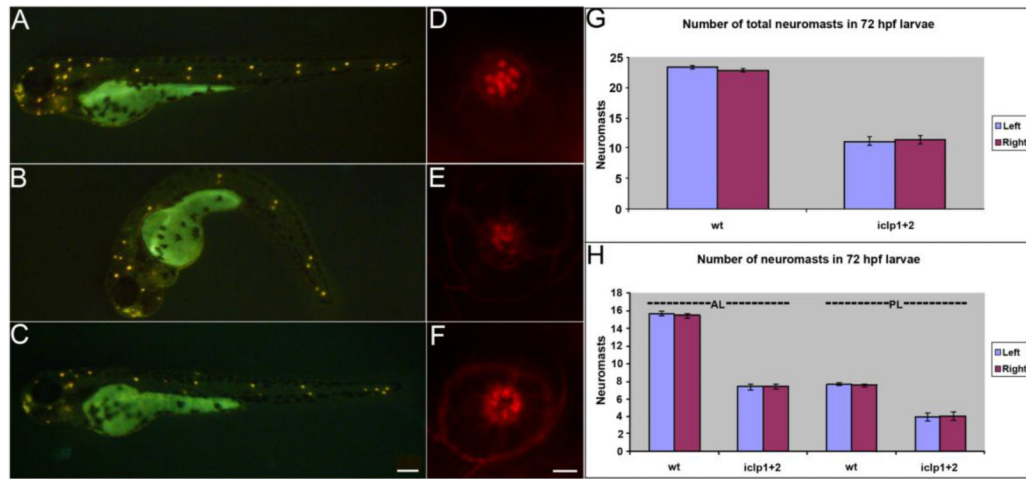 A
B
C
D
E
F
G
Number of total neuromasts in 72 hpf larvae
Neuromasts
25
20
15
10
5
0
wt
iclp1+2
Left
Right
H
Number of neuromasts in 72 hpf larvae
Neuromasts
18
16
14
12
10
8
6
4
2
0
AL
PL
wt
iclp1+2
wt
iclp1+2
Left
Right